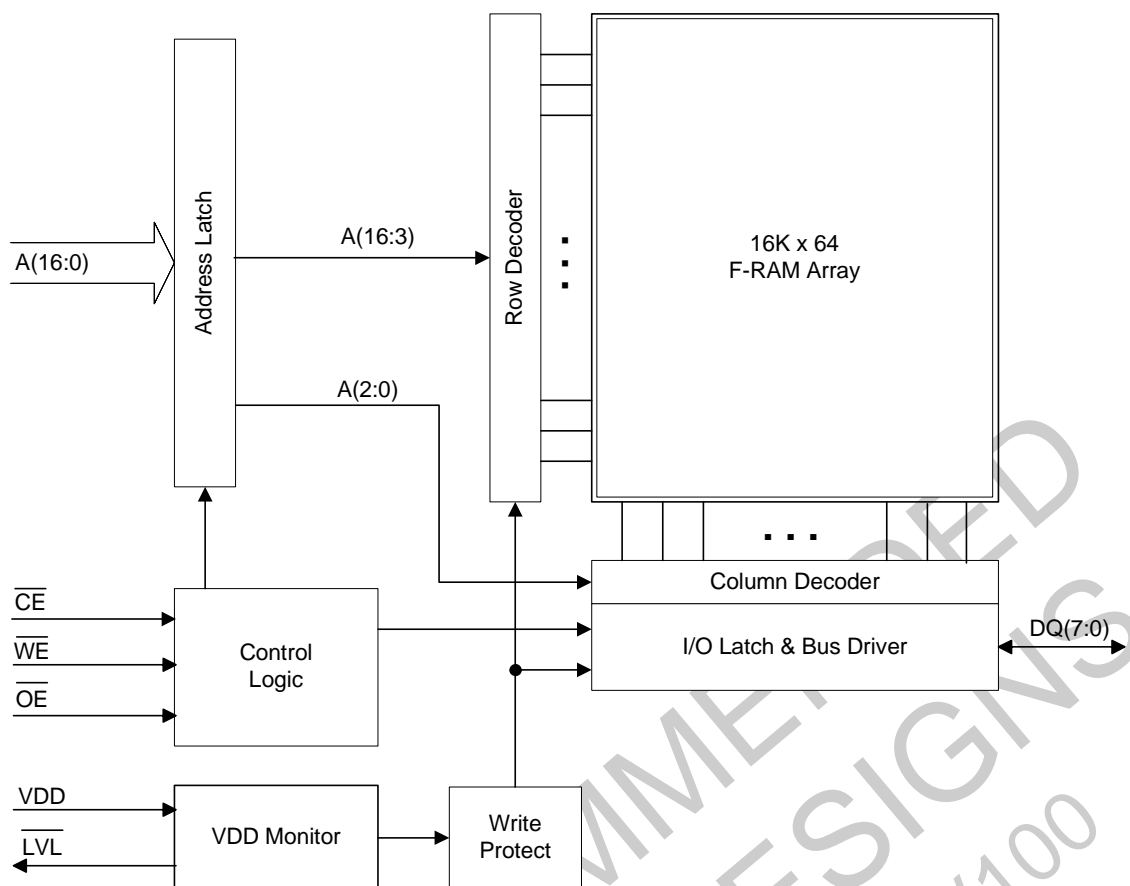 A(16:0)
Address Latch
A(16:3)
A(2:0)
Row Decoder
16K x 64
F-RAM Array
. . .
. . .
Column Decoder
I/O Latch & Bus Driver
DQ(7:0)
CE
WE
OE
Control
Logic
VDD
LVL
VDD Monitor
Write
Protect